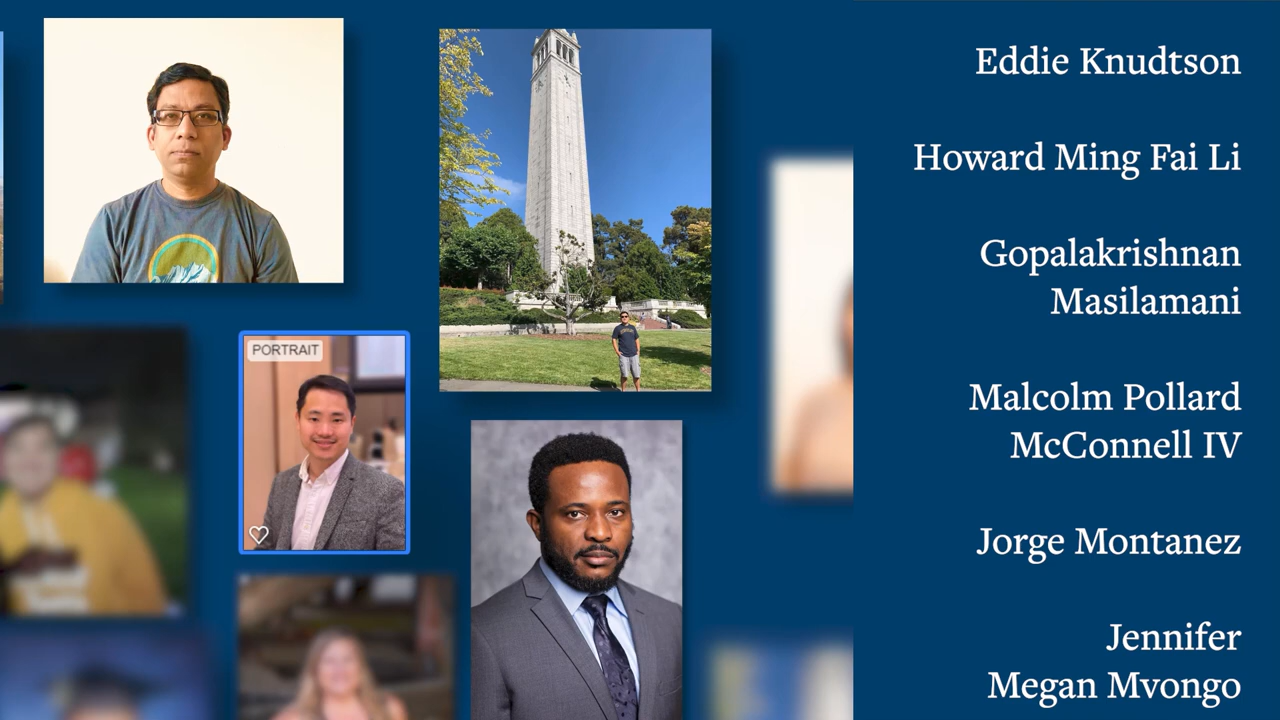 PORTRAIT
Eddie Knudtson
Howard Ming Fai Li
Gopalakrishnan
Masilamani
Malcolm Pollard
McConnell IV
Jorge Montanez
Jennifer
Megan Mvongo